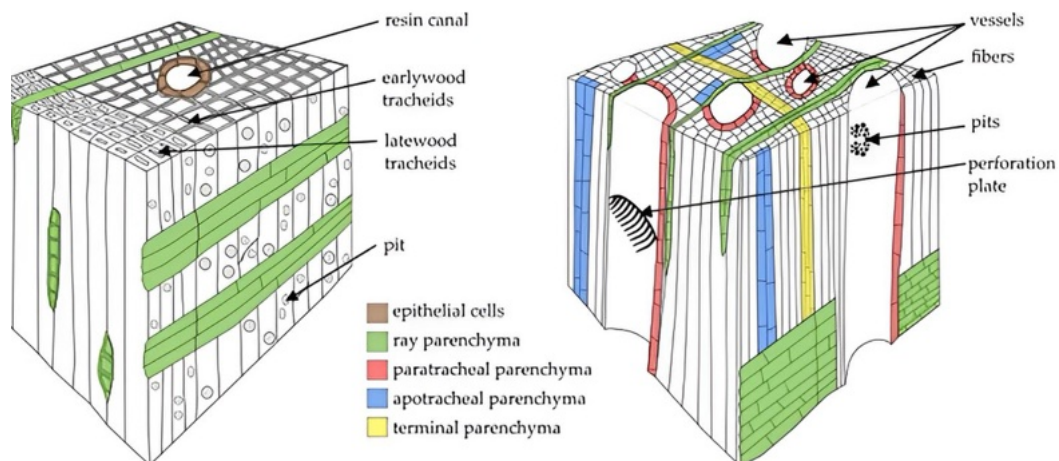 resin canal
earlywood
tracheids
latewood
tracheids
pit
epithelial cells
ray parenchyma
paratracheal parenchyma
apotracheal parenchyma
terminal parenchyma
vessels
fibers
pits
perforation
plate